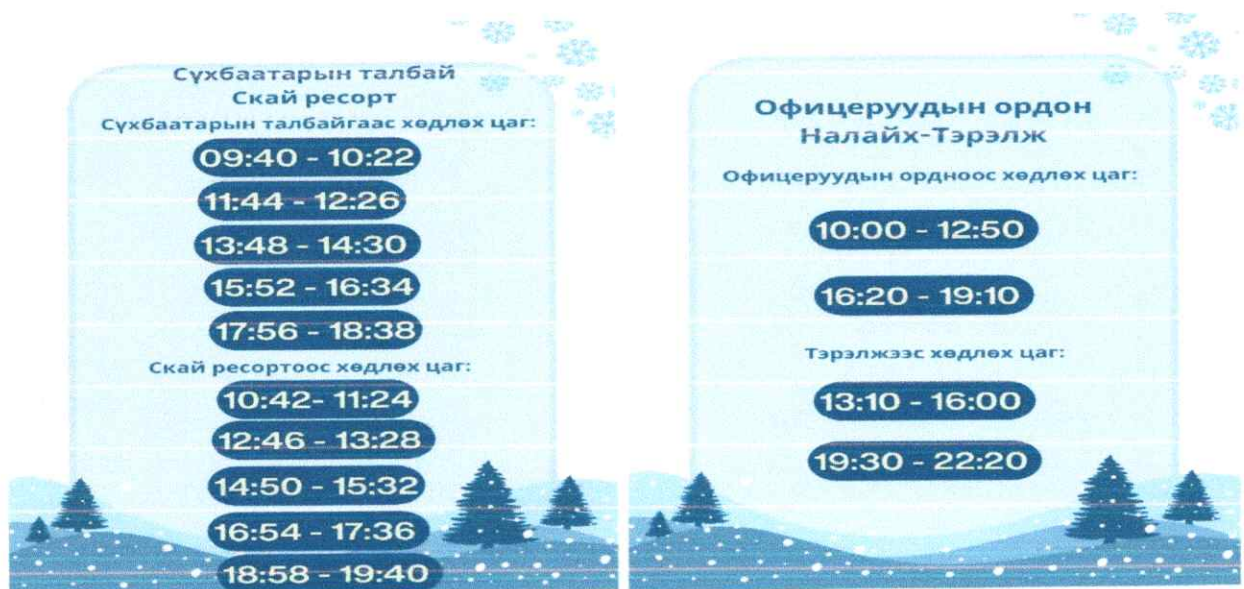 Сүхбаатарын талбай
Скай ресорт
Сүхбаатарын талбайгаас хөдлөх цаг:
09:40 - 10:22
11:44 - 12:26
13:48 - 14:30
15:52 - 16:34
17:56 - 18:38
Скай ресортоос хөдлөх цаг:
10:42- 11:24
12:46 - 13:28
14:50 - 15:32
16:54 - 17:36
18:58 - 19:40
Офицеруудын ордон
Налайх-Тэрэлж
Офицеруудын ордноос хөдлөх цаг:
10:00 - 12:50
16:20 - 19:10
Тэрэлжээс хөдлөх цаг:
13:10 - 16:00
19:30 - 22:20